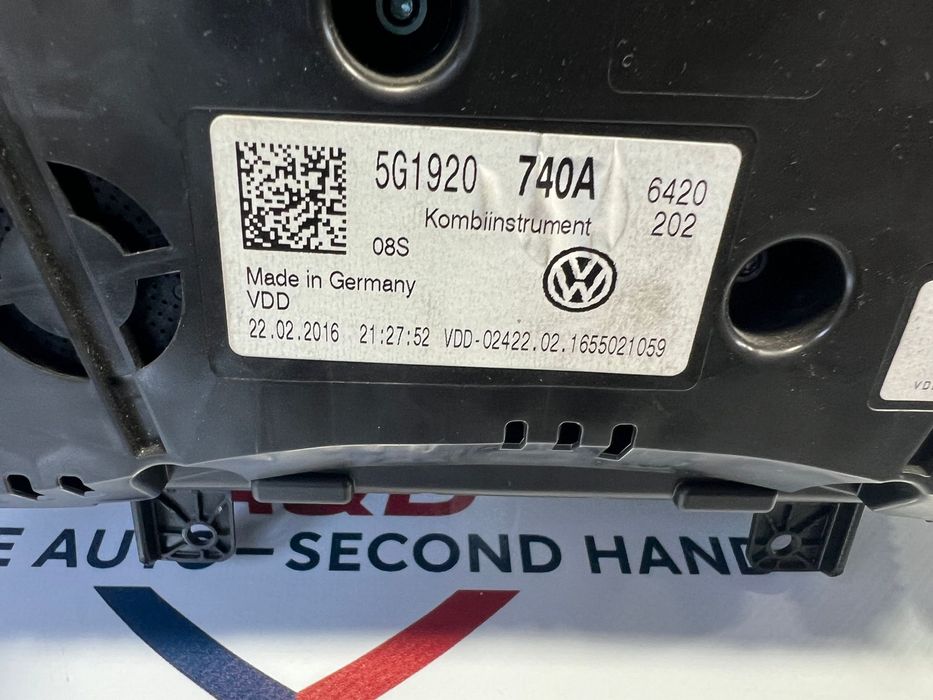 5G1920 740A 6420
Kombiinstrument 202
08S
Made in Germany
VDD
22.02.2016 21:27:52 VDD-02422.02.1655021059
E AUTO—SECOND HAND